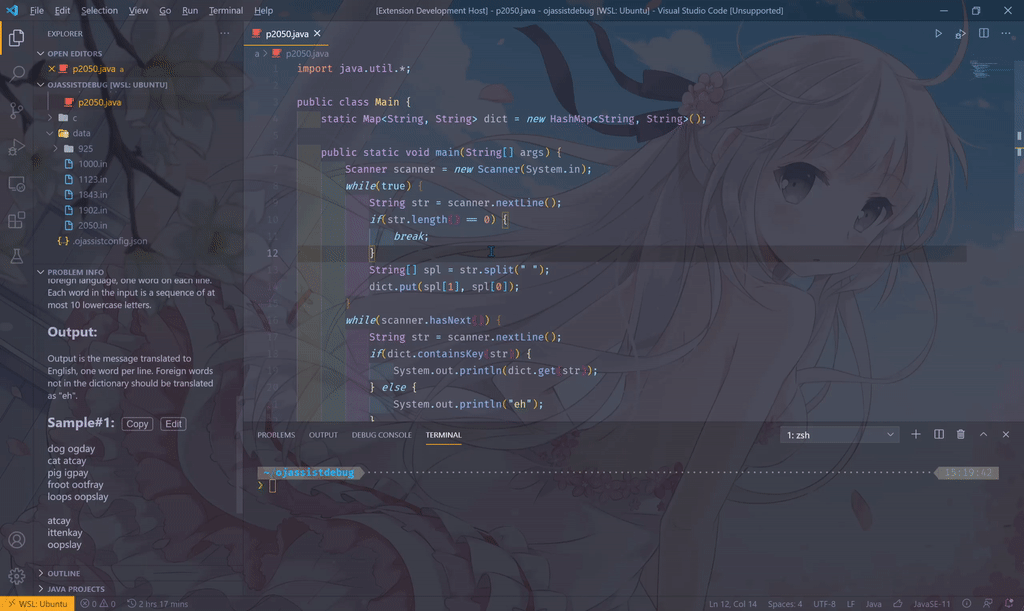 File Edit Selection View Go Run Terminal Help [Extension Development Host] - p2050.java - ojassistdebug [WSL: Ubuntu] - Visual Studio Code [Unsupported]
EXPLORER
OPEN EDITORS
p2050.java a
OJASSISTDEBUG [WSL: UBUNTU]
p2050.java
c
data
925
1000.in
1123.in
1843.in
1902.in
2050.in
.ojassistconfig.json
PROBLEM INFO
foreign language, one word on each line.
Each word in the input is a sequence of at
most 10 lowercase letters.
Output:
Output is the message translated to
English, one word per line. Foreign words
not in the dictionary should be translated
as "eh".
Sample#1: Copy Edit
dog ogday
cat atcay
pig igpay
froot ootfray
loops oopslay
atcay
ittenkay
oopslay
OUTLINE
JAVA PROJECTS
p2050.java
a > p2050.java
import java.util.*;
public class Main {
static Map<String, String> dict = new HashMap<String, String>();
public static void main(String[] args) {
Scanner scanner = new Scanner(System.in);
while(true) {
String str = scanner.nextLine();
if(str.length() == 0) {
break;
12 }
String[] spl = str.split(" ");
dict.put(spl[1], spl[0]);
}
while(scanner.hasNext()) {
String str = scanner.nextLine();
if(dict.containsKey(str)) {
System.out.println(dict.get(str));
} else {
System.out.println("eh");
}
PROBLEMS OUTPUT DEBUG CONSOLE TERMINAL 1: zsh
~ ojassistdebug 15:19:42
❯
WSL: Ubuntu 0 0 2 hrs 17 mins Ln 12, Col 14 Spaces: 4 UTF-8 LF Java JavaSE-11